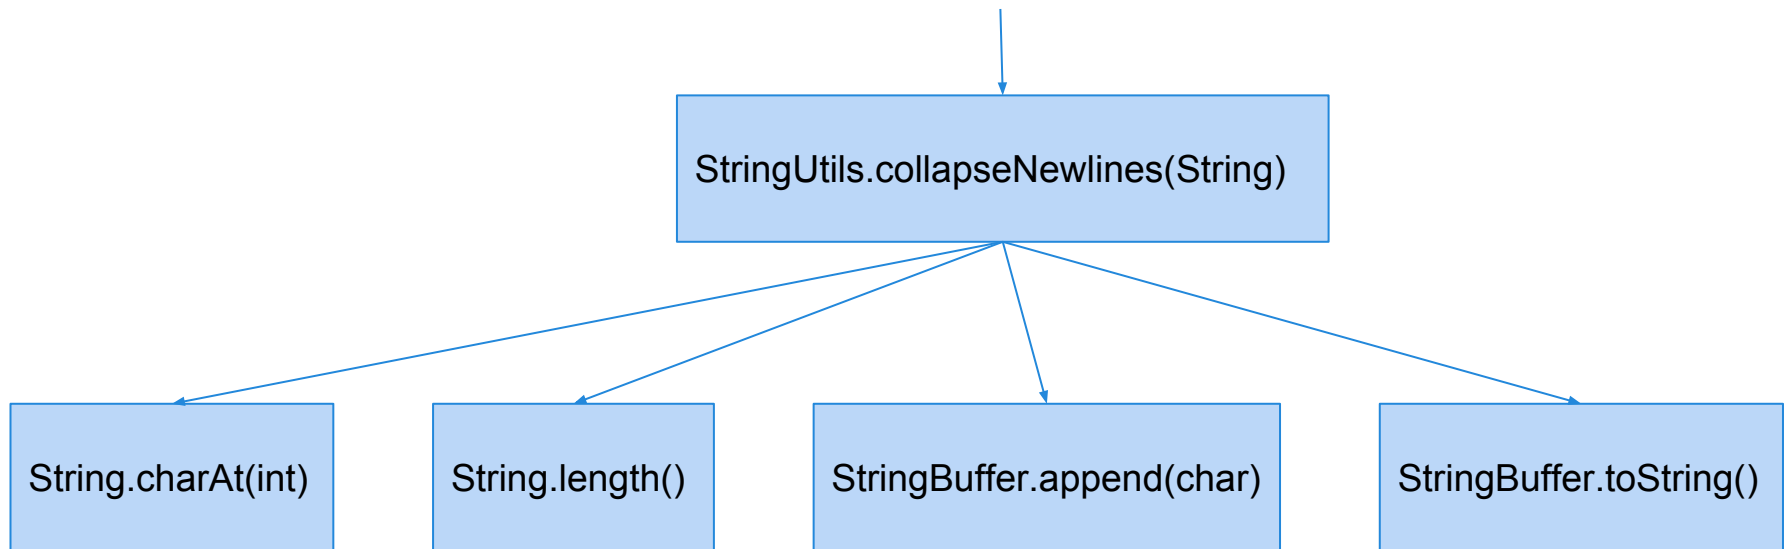 StringUtils.collapseNewlines(String)
String.charAt(int)
String.length()
StringBuffer.append(char)
StringBuffer.toString()